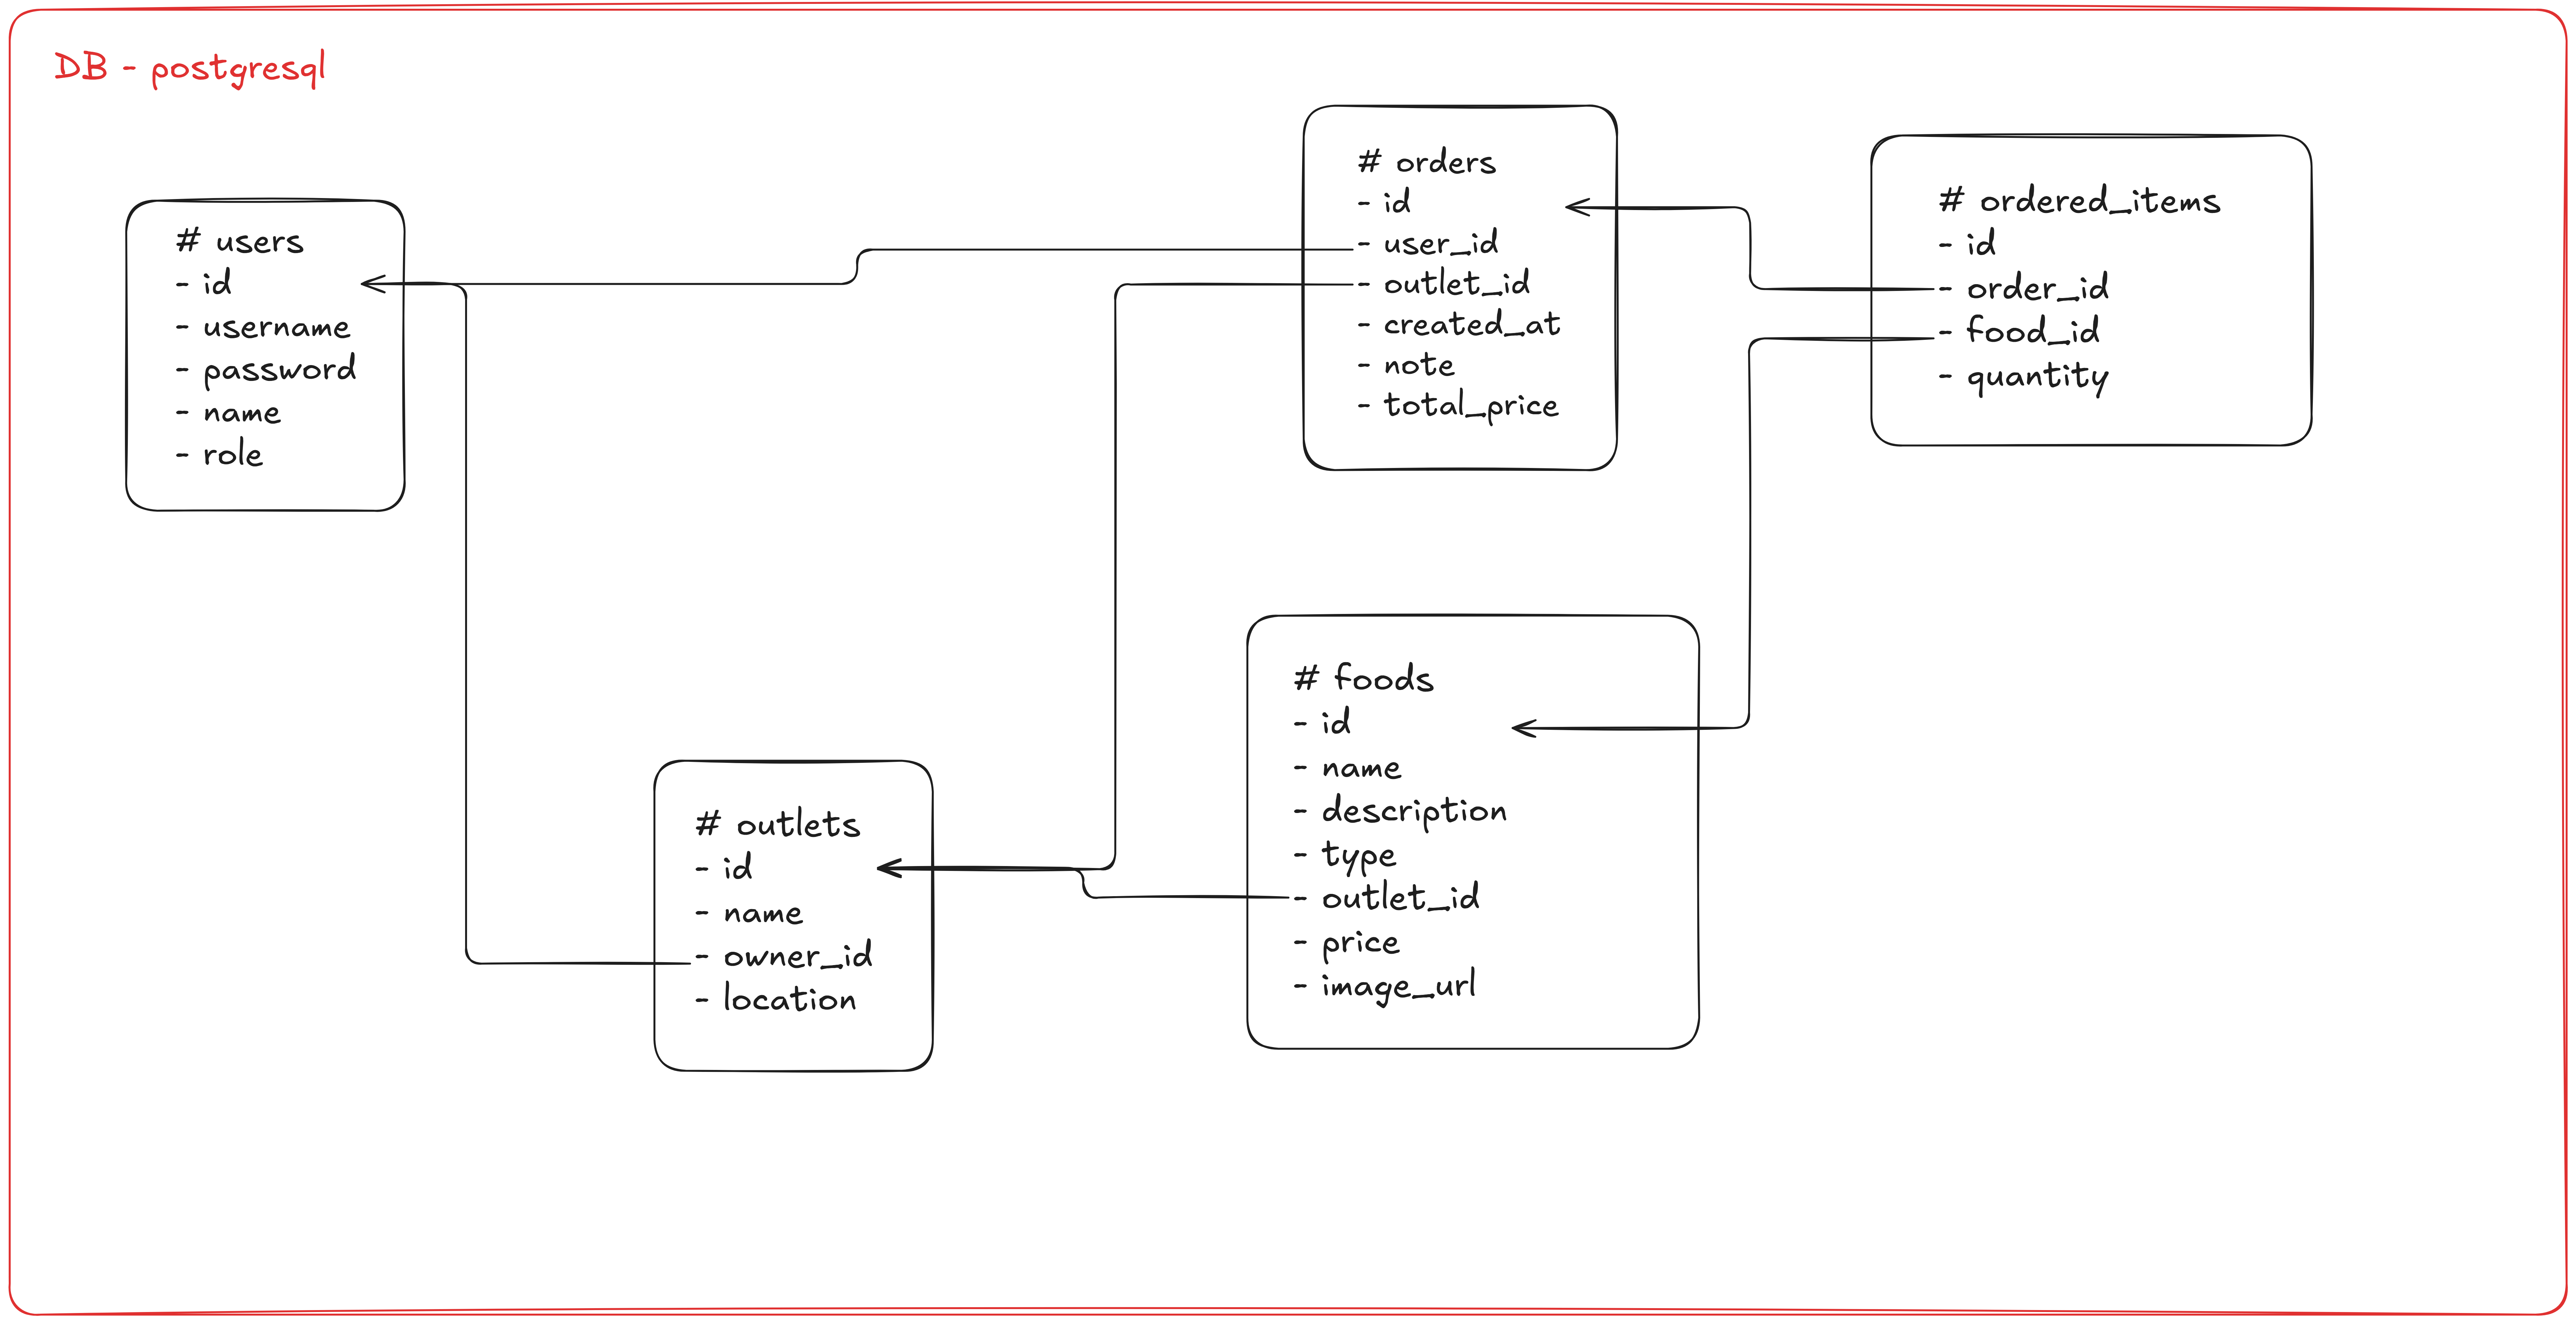 DB - postgresql
# users
- id
- username
- password
- name
- role
# orders
- id
- user_id
- outlet_id
- created_at
- note
- total_price
# ordered_items
- id
- order_id
- food_id
- quantity
# outlets
- id
- name
- owner_id
- location
# foods
- id
- name
- description
- type
- outlet_id
- price
- image_url